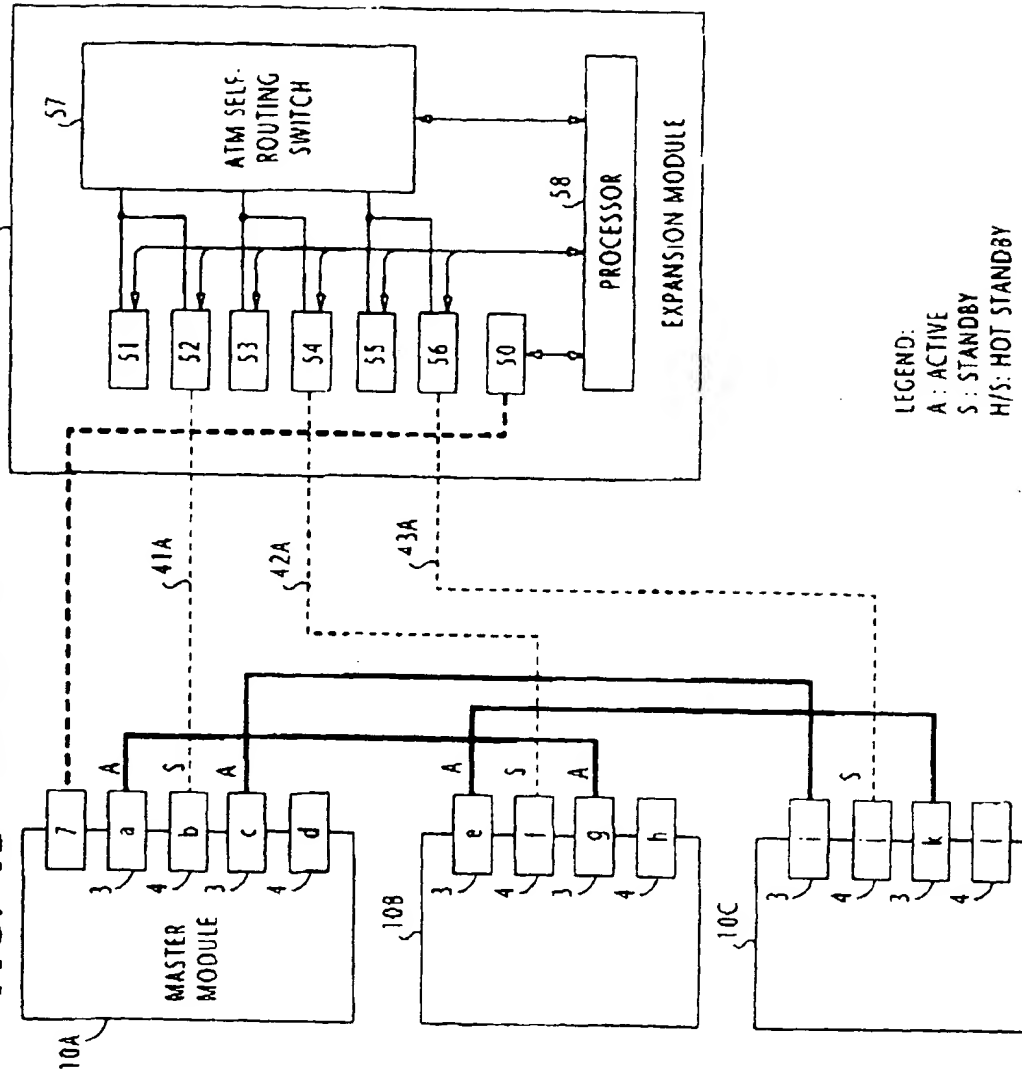 10A
MASTER
MODULE
7
a
b
c
d
3
4
3
4
A
S
A
10B
e
f
g
h
3
4
3
4
A
S
A
10C
i
j
k
l
3
4
3
4
S
41A
42A
43A
57
ATM SELF-
ROUTING
SWITCH
51
52
53
54
55
56
50
58
PROCESSOR
EXPANSION MODULE
LEGEND:
A : ACTIVE
S : STANDBY
H/S: HOT STANDBY